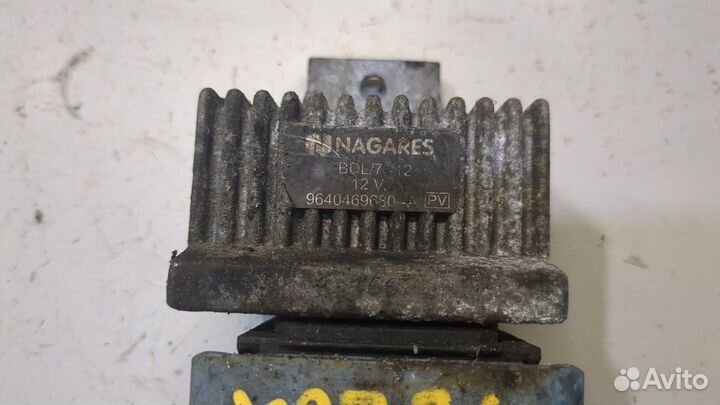 NAGARES
BDL/7 12
12 V.
9640469680-A PV
Avito